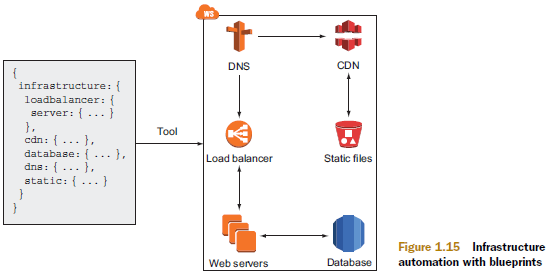 {
infrastructure: {
loadbalancer: {
server: { ... }
},
cdn: { ... },
database: { ... },
dns: { ... },
static: { ... }
}
}
Tool
WS
DNS
CDN
Load balancer
Static files
Web servers
Database
Figure 1.15 Infrastructure
automation with blueprints